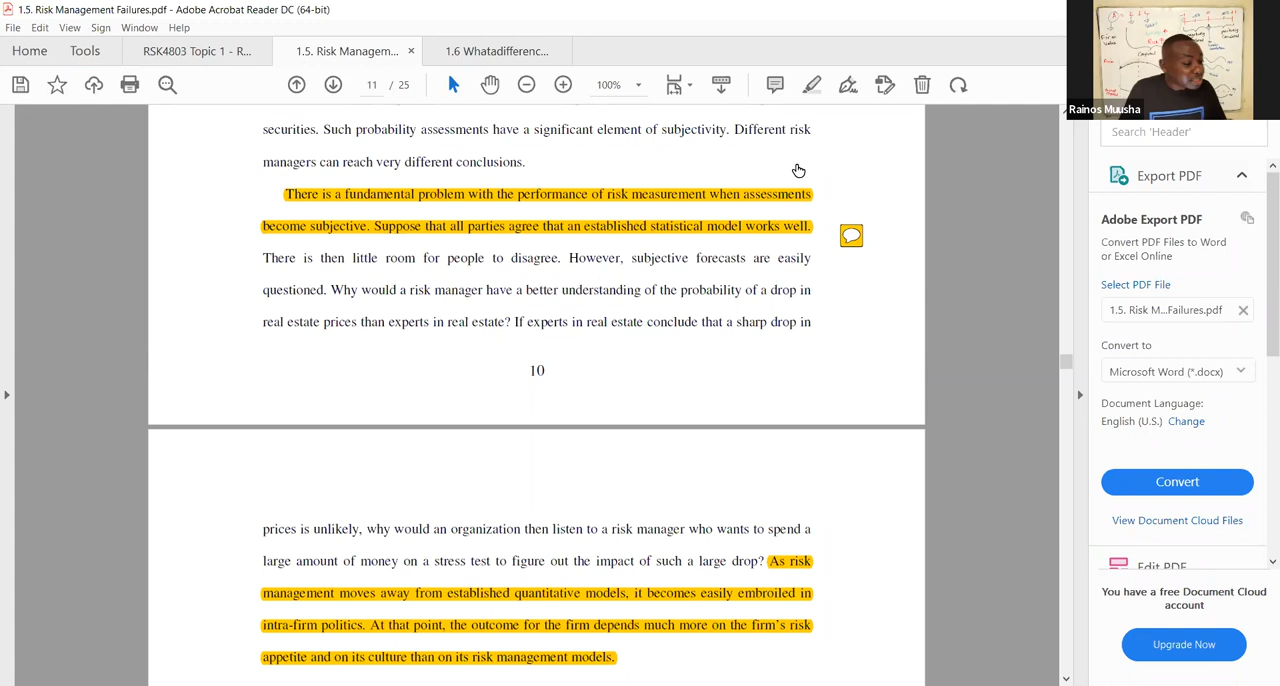 1.5. Risk Management Failures.pdf - Adobe Acrobat Reader DC (64-bit)
File Edit View Sign Window Help
Home Tools RSK4803 Topic 1 - R... 1.5. Risk Managem... × 1.6 Whatadifferenc...
11 / 25 100%
Rainos Muusha
Search 'Header'
securities. Such probability assessments have a significant element of subjectivity. Different risk
managers can reach very different conclusions.
There is a fundamental problem with the performance of risk measurement when assessments
become subjective. Suppose that all parties agree that an established statistical model works well.
There is then little room for people to disagree. However, subjective forecasts are easily
questioned. Why would a risk manager have a better understanding of the probability of a drop in
real estate prices than experts in real estate? If experts in real estate conclude that a sharp drop in
10
prices is unlikely, why would an organization then listen to a risk manager who wants to spend a
large amount of money on a stress test to figure out the impact of such a large drop? As risk
management moves away from established quantitative models, it becomes easily embroiled in
intra-firm politics. At that point, the outcome for the firm depends much more on the firm's risk
appetite and on its culture than on its risk management models.
Export PDF
Adobe Export PDF
Convert PDF Files to Word
or Excel Online
Select PDF File
1.5. Risk M...Failures.pdf
Convert to
Microsoft Word (*.docx)
Document Language:
English (U.S.) Change
Convert
View Document Cloud Files
Edit PDF
You have a free Document Cloud
account
Upgrade Now